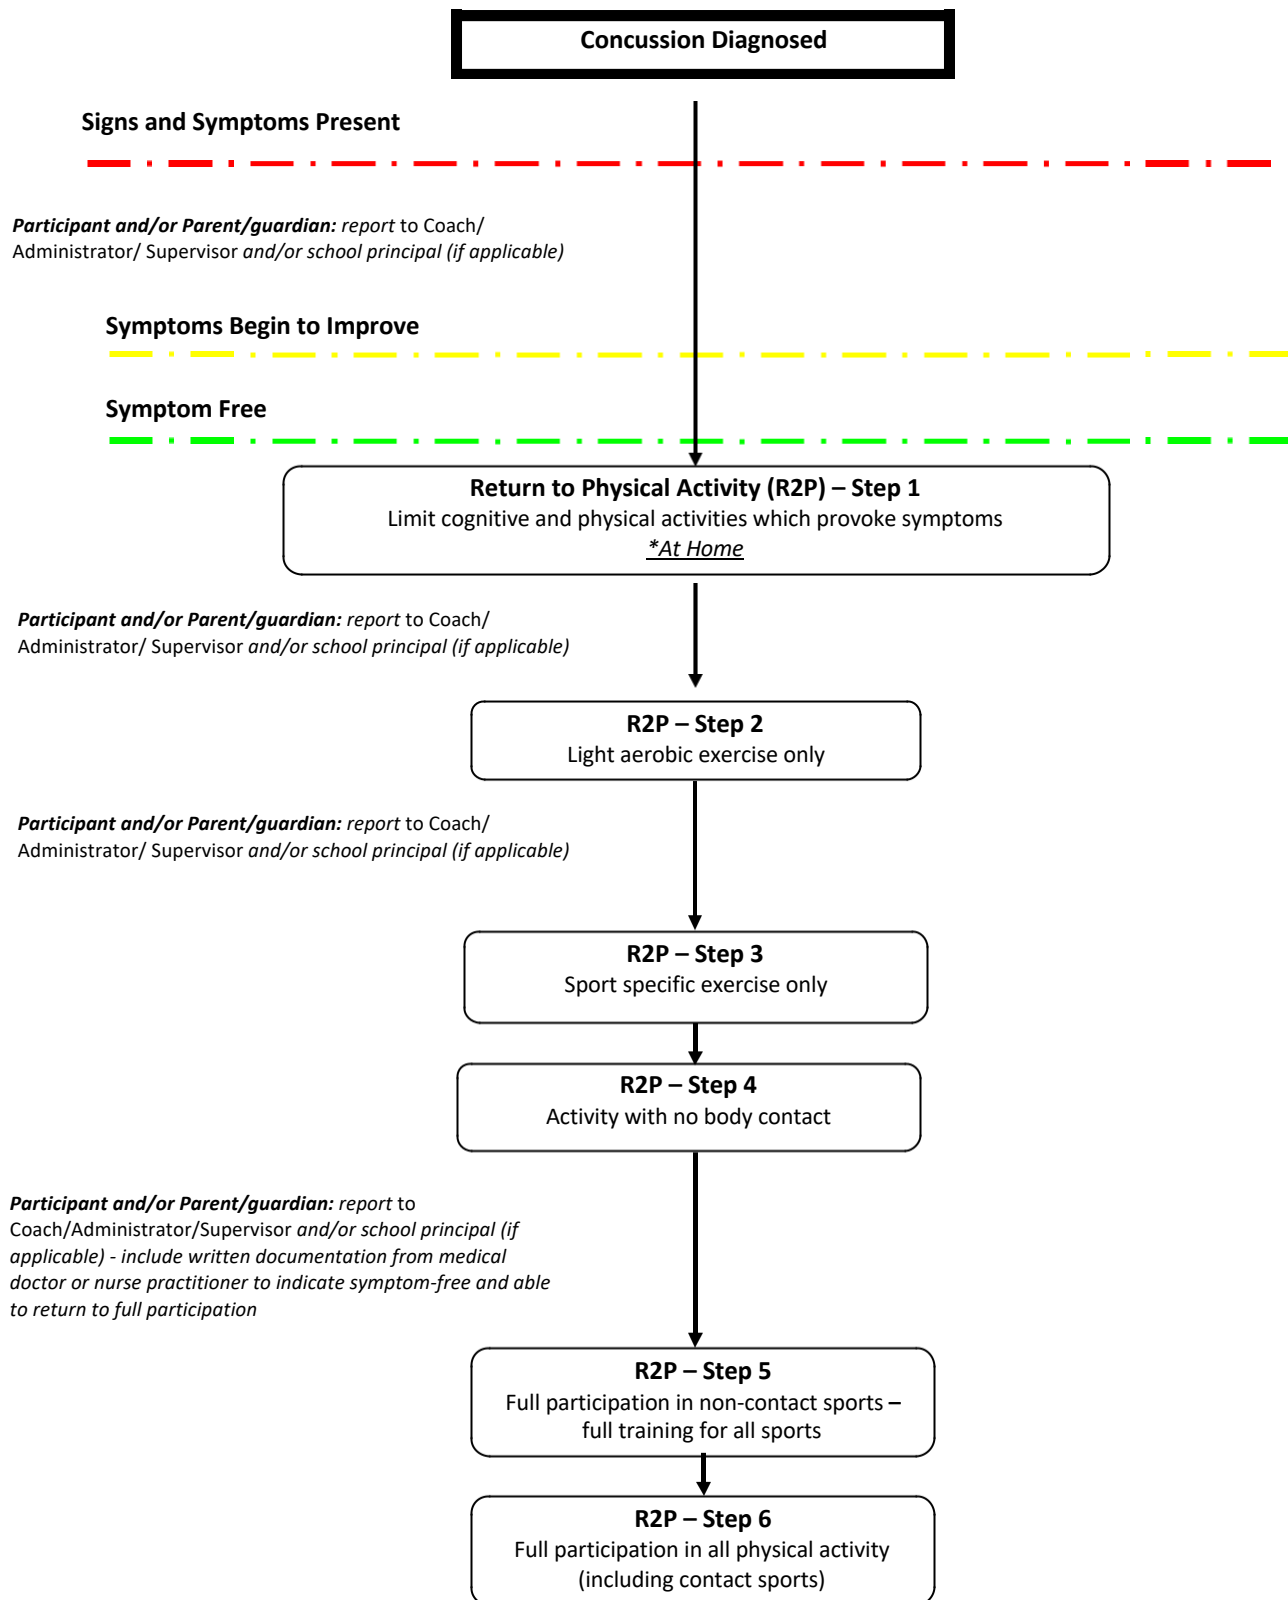 Concussion Diagnosed
Signs and Symptoms Present
Participant and/or Parent/guardian: report to Coach/
Administrator/ Supervisor and/or school principal (if applicable)
Symptoms Begin to Improve
Symptom Free
Return to Physical Activity (R2P) – Step 1
Limit cognitive and physical activities which provoke symptoms
*At Home
Participant and/or Parent/guardian: report to Coach/
Administrator/ Supervisor and/or school principal (if applicable)
R2P – Step 2
Light aerobic exercise only
Participant and/or Parent/guardian: report to Coach/
Administrator/ Supervisor and/or school principal (if applicable)
R2P – Step 3
Sport specific exercise only
R2P – Step 4
Activity with no body contact
Participant and/or Parent/guardian: report to
Coach/Administrator/Supervisor and/or school principal (if
applicable) - include written documentation from medical
doctor or nurse practitioner to indicate symptom-free and able
to return to full participation
R2P – Step 5
Full participation in non-contact sports –
full training for all sports
R2P – Step 6
Full participation in all physical activity
(including contact sports)